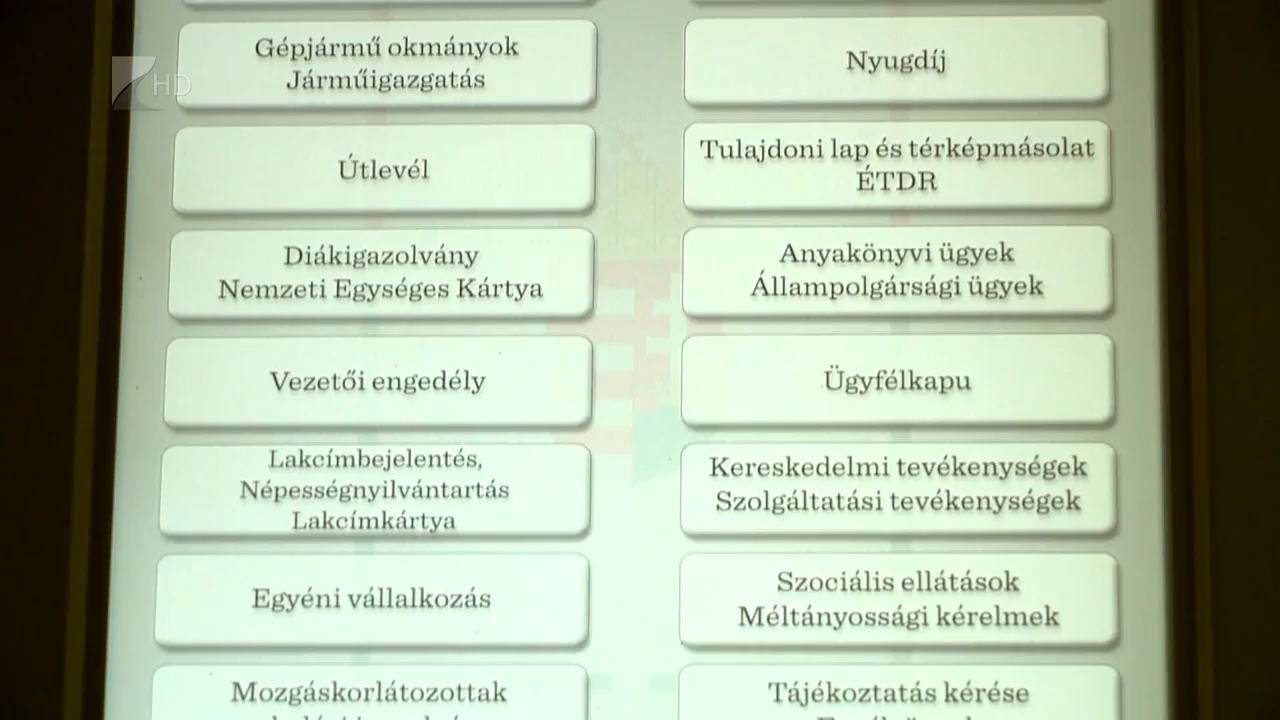 7 HD
Gépjármű okmányok
Járműigazgatás
Nyugdíj
Útlevél
Tulajdoni lap és térképmásolat
ÉTDR
Diákigazolvány
Nemzeti Egységes Kártya
Anyakönyvi ügyek
Állampolgársági ügyek
Vezetői engedély
Ügyfélkapu
Lakcímbejelentés,
Népességnyilvántartás
Lakcímkártya
Kereskedelmi tevékenységek
Szolgáltatási tevékenységek
Egyéni vállalkozás
Szociális ellátások
Méltányossági kérelmek
Mozgáskorlátozottak
Tájékoztatás kérése